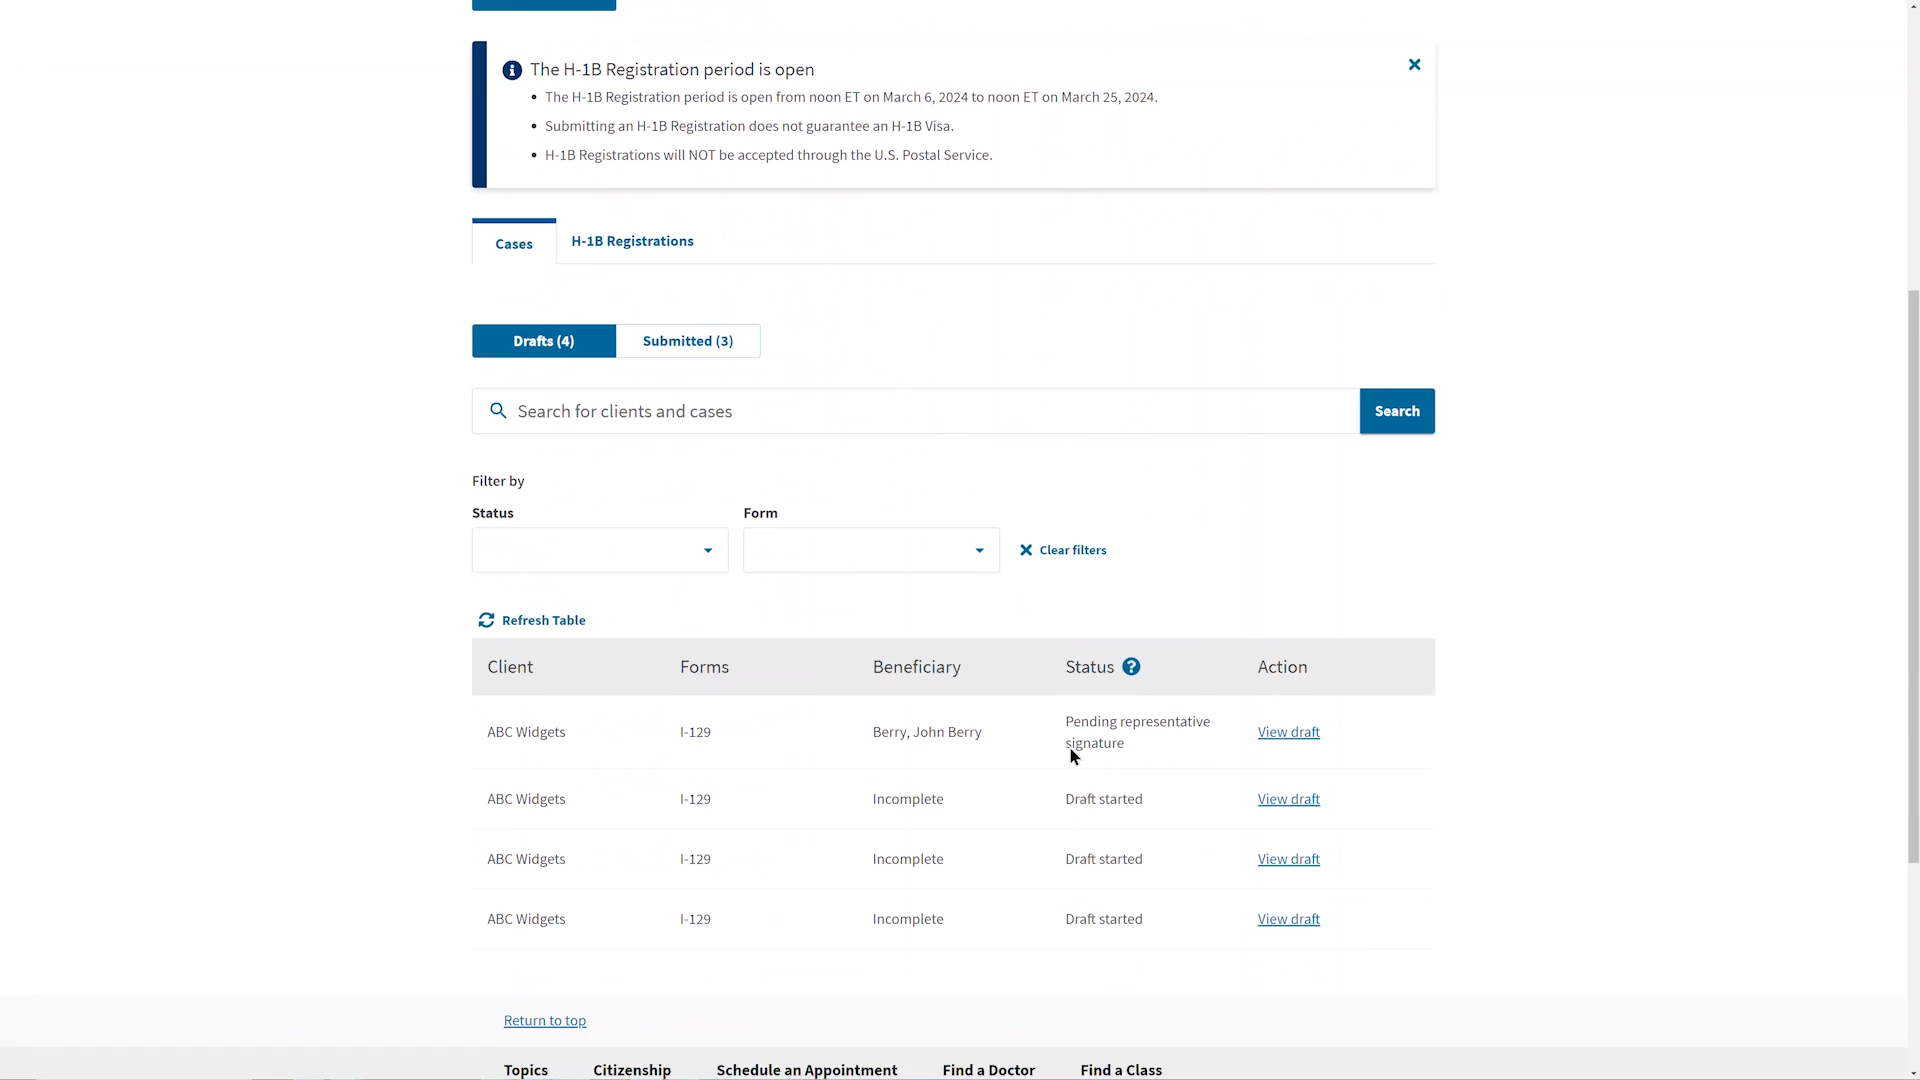 The H-1B Registration period is open
The H-1B Registration period is open from noon ET on March 6, 2024 to noon ET on March 25, 2024.
Submitting an H-1B Registration does not guarantee an H-1B Visa.
H-1B Registrations will NOT be accepted through the U.S. Postal Service.
Cases H-1B Registrations
Drafts (4) Submitted (3)
Search for clients and cases Search
Filter by
Status Form
Clear filters
Refresh Table
Client Forms Beneficiary Status Action
ABC Widgets I-129 Berry, John Berry Pending representative signature View draft
ABC Widgets I-129 Incomplete Draft started View draft
ABC Widgets I-129 Incomplete Draft started View draft
ABC Widgets I-129 Incomplete Draft started View draft
Return to top
Topics Citizenship Schedule an Appointment Find a Doctor Find a Class